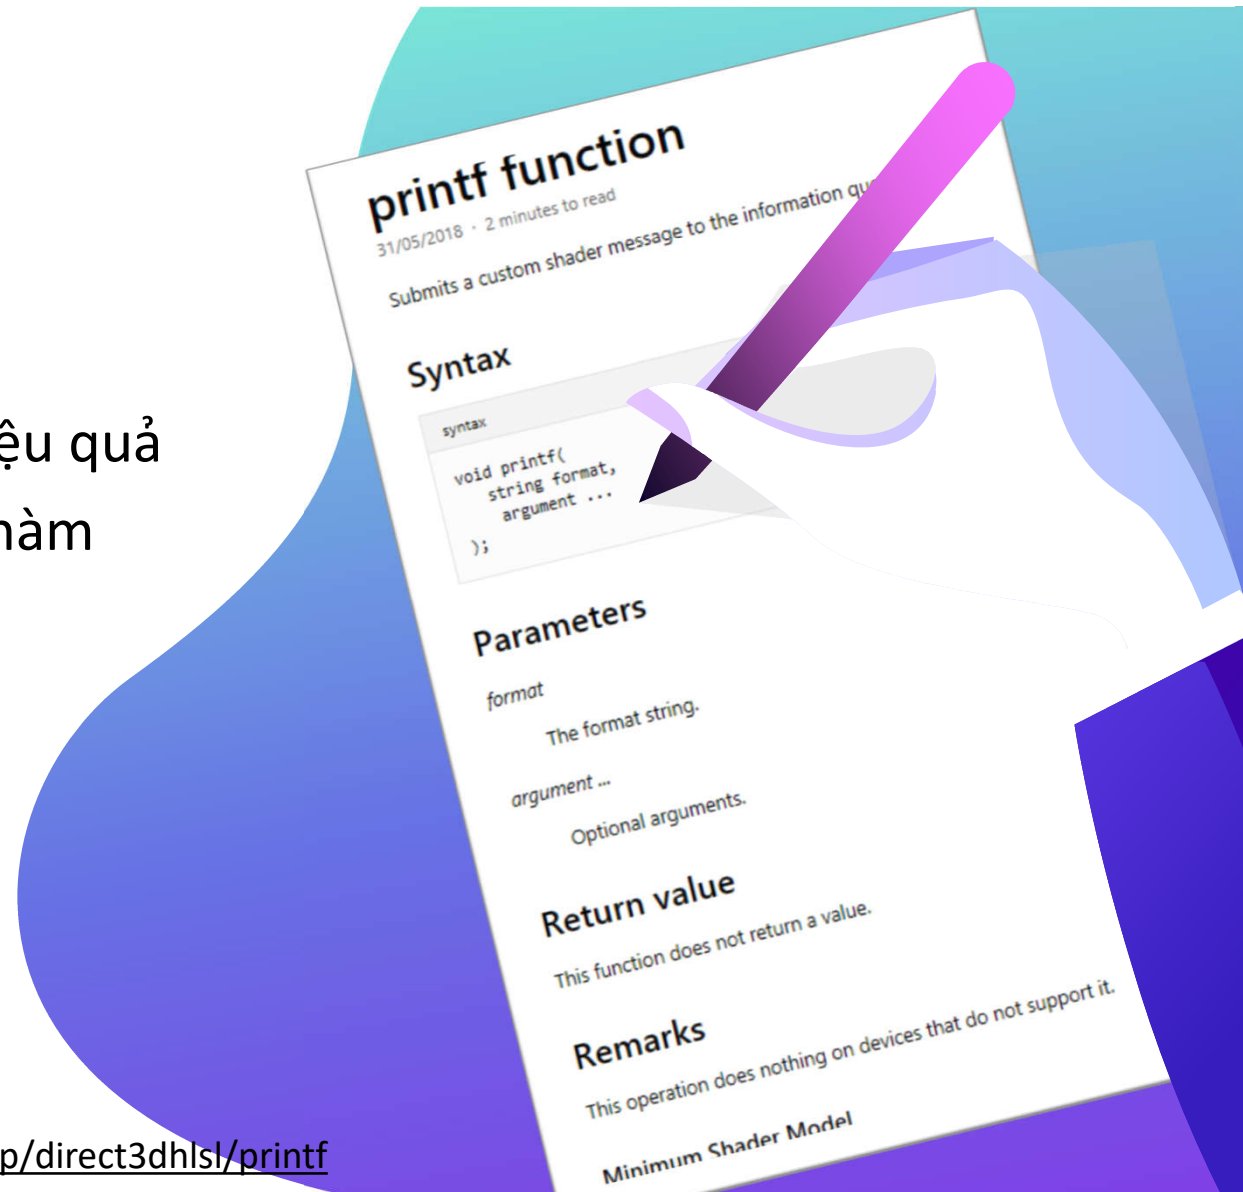 printf function
31/05/2018 · 2 minutes to read
Submits a custom shader message to the information
Syntax
syntax
void printf(
string format,
argument ...
);
Parameters
format
The format string.
argument ...
Optional arguments.
Return value
This function does not return a value.
Remarks
This operation does nothing on devices that do not support it.
Minimum Shader Model
quả
p/direct3dhlsl/printf